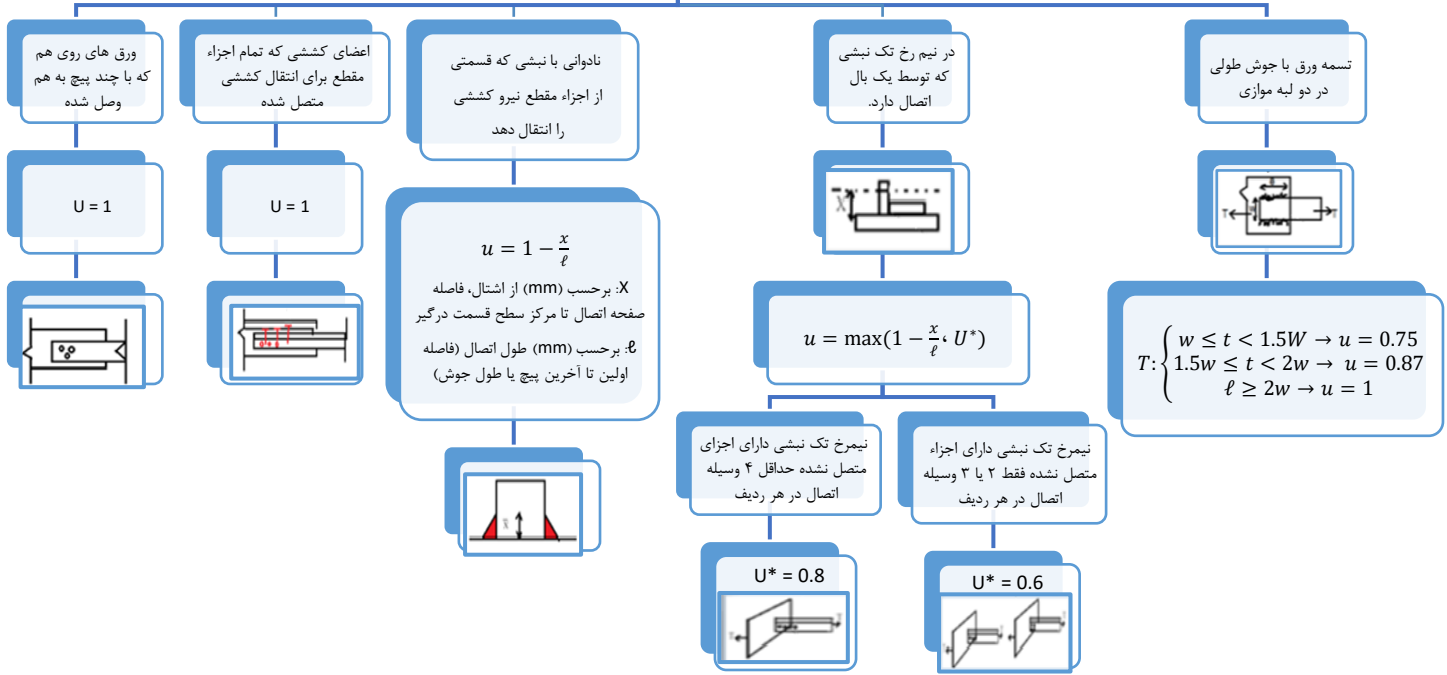 تسمه ورق با جوش طولی
در دو لبه موازی
T: { w ≤ t < 1.5W → u = 0.75
1.5w ≤ t < 2w → u = 0.87
ℓ ≥ 2w → u = 1
در نیم رخ تک نبشی
که توسط یک بال
اتصال دارد.
X
u = max(1 − x/ℓ، U*)
نیمرخ تک نبشی دارای اجزاء
متصل نشده فقط ۲ یا ۳ وسیله
اتصال در هر ردیف
U* = 0.6
نیمرخ تک نبشی دارای اجزای
متصل نشده حداقل ۴ وسیله
اتصال در هر ردیف
U* = 0.8
نادوانی با نبشی که قسمتی
از اجزاء مقطع نیرو کششی
را انتقال دهد
u = 1 − x/ℓ
X: برحسب (mm) از اشتال، فاصله
صفحه اتصال تا مرکز سطح قسمت درگیر
ℓ: برحسب (mm) طول اتصال (فاصله
اولین تا آخرین پیچ یا طول جوش)
اعضای کششی که تمام اجزاء
مقطع برای انتقال کششی
متصل شده
U = 1
ورق های روی هم
که با چند پیچ به هم
وصل شده
U = 1